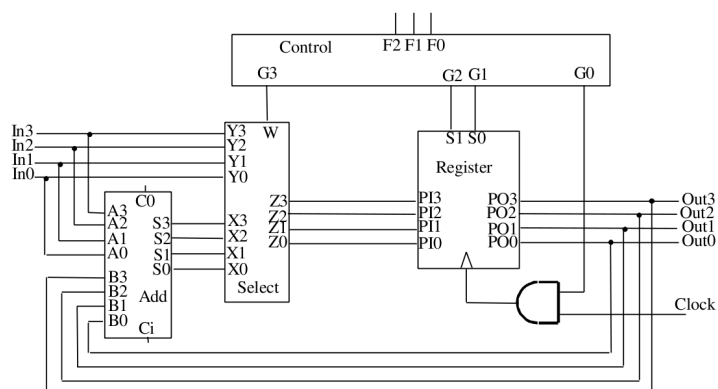 Control
F2 F1 F0
G3
G2 G1
G0
In3
In2
In1
In0
Y3
Y2
Y1
Y0
W
S1 S0
Register
C0
A3
A2
A1
A0
B3
B2
B1
B0
S3
S2
S1
S0
Add
Ci
X3
X2
X1
X0
Z3
Z2
Z1
Z0
Select
PI3
PI2
PI1
PI0
PO3
PO2
PO1
PO0
Out3
Out2
Out1
Out0
Clock